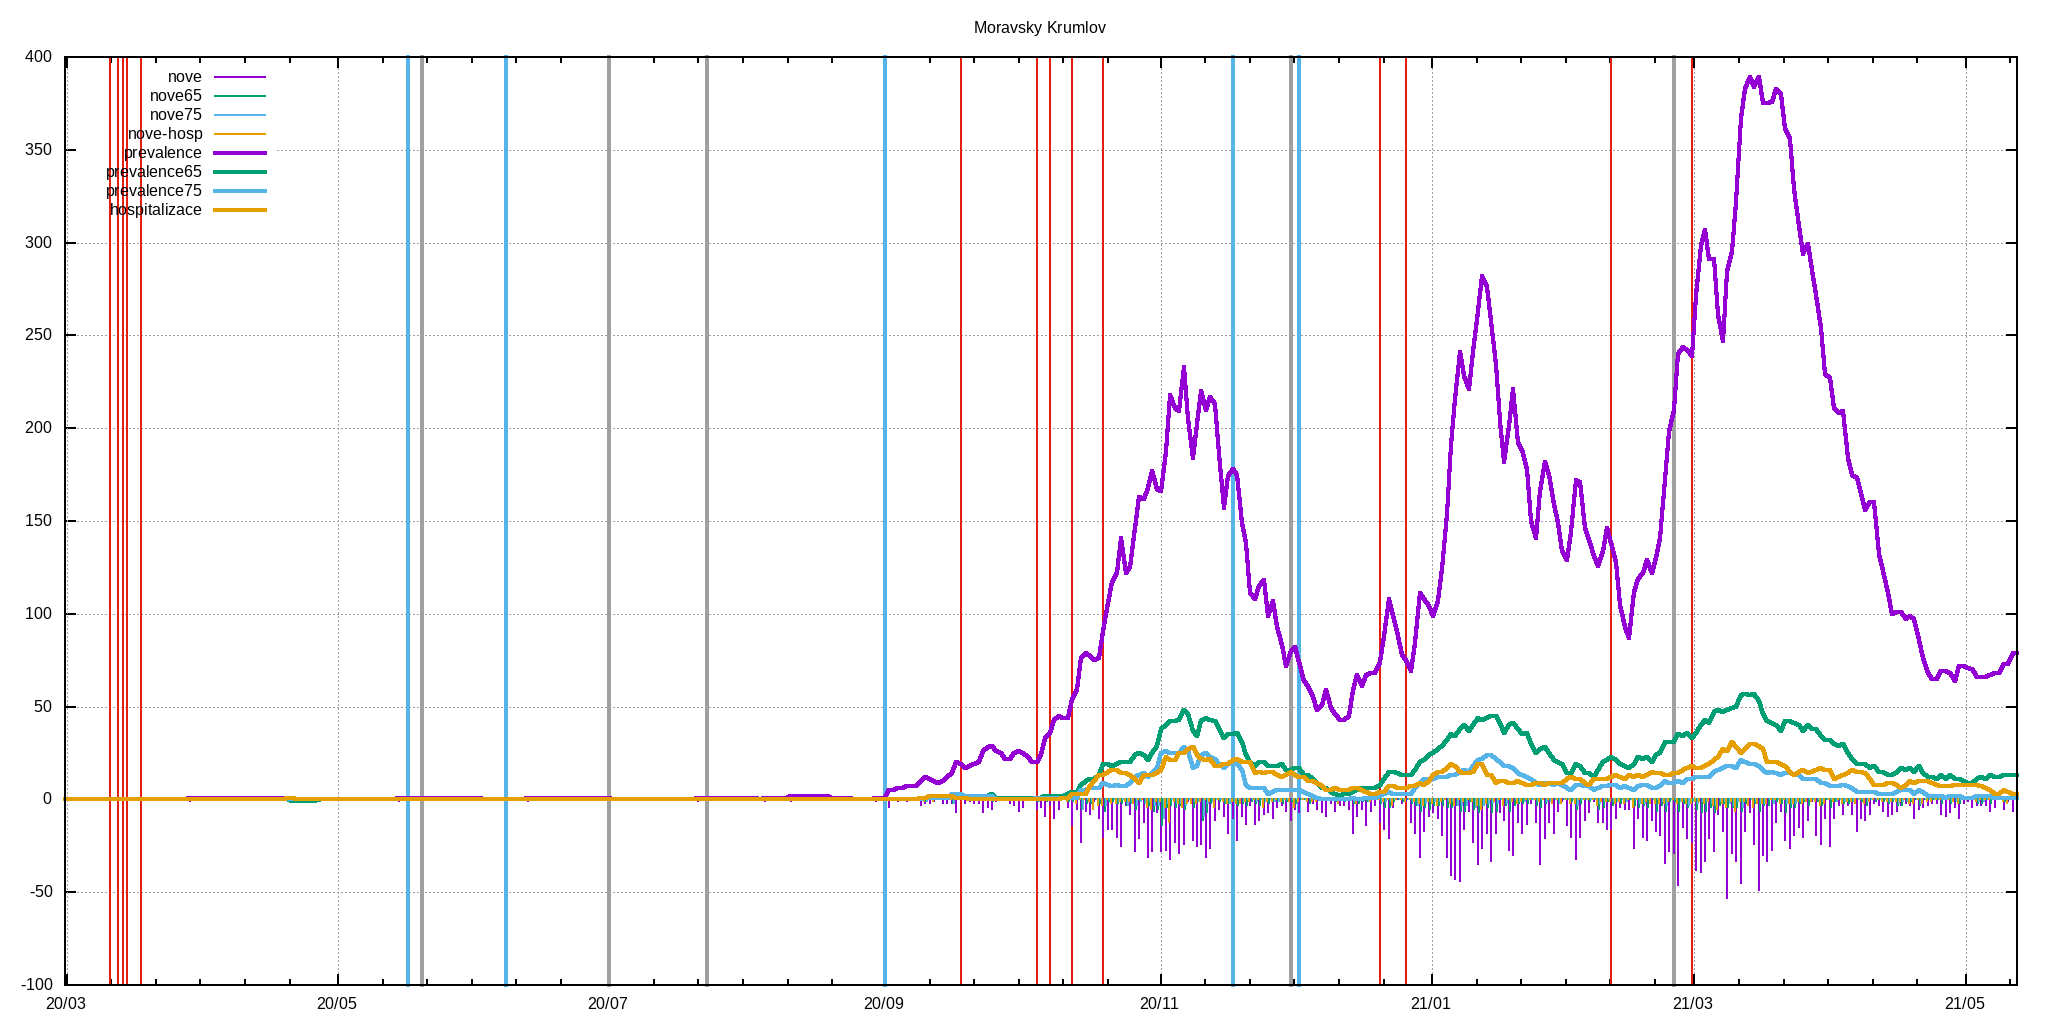 Moravsky Krumlov
400
350
300
250
200
150
100
50
0
-50
-100
nove
nove65
nove75
nove-hosp
prevalence
prevalence65
prevalence75
hospitalizace
20/03 20/05 20/07 20/09 20/11 21/01 21/03 21/05